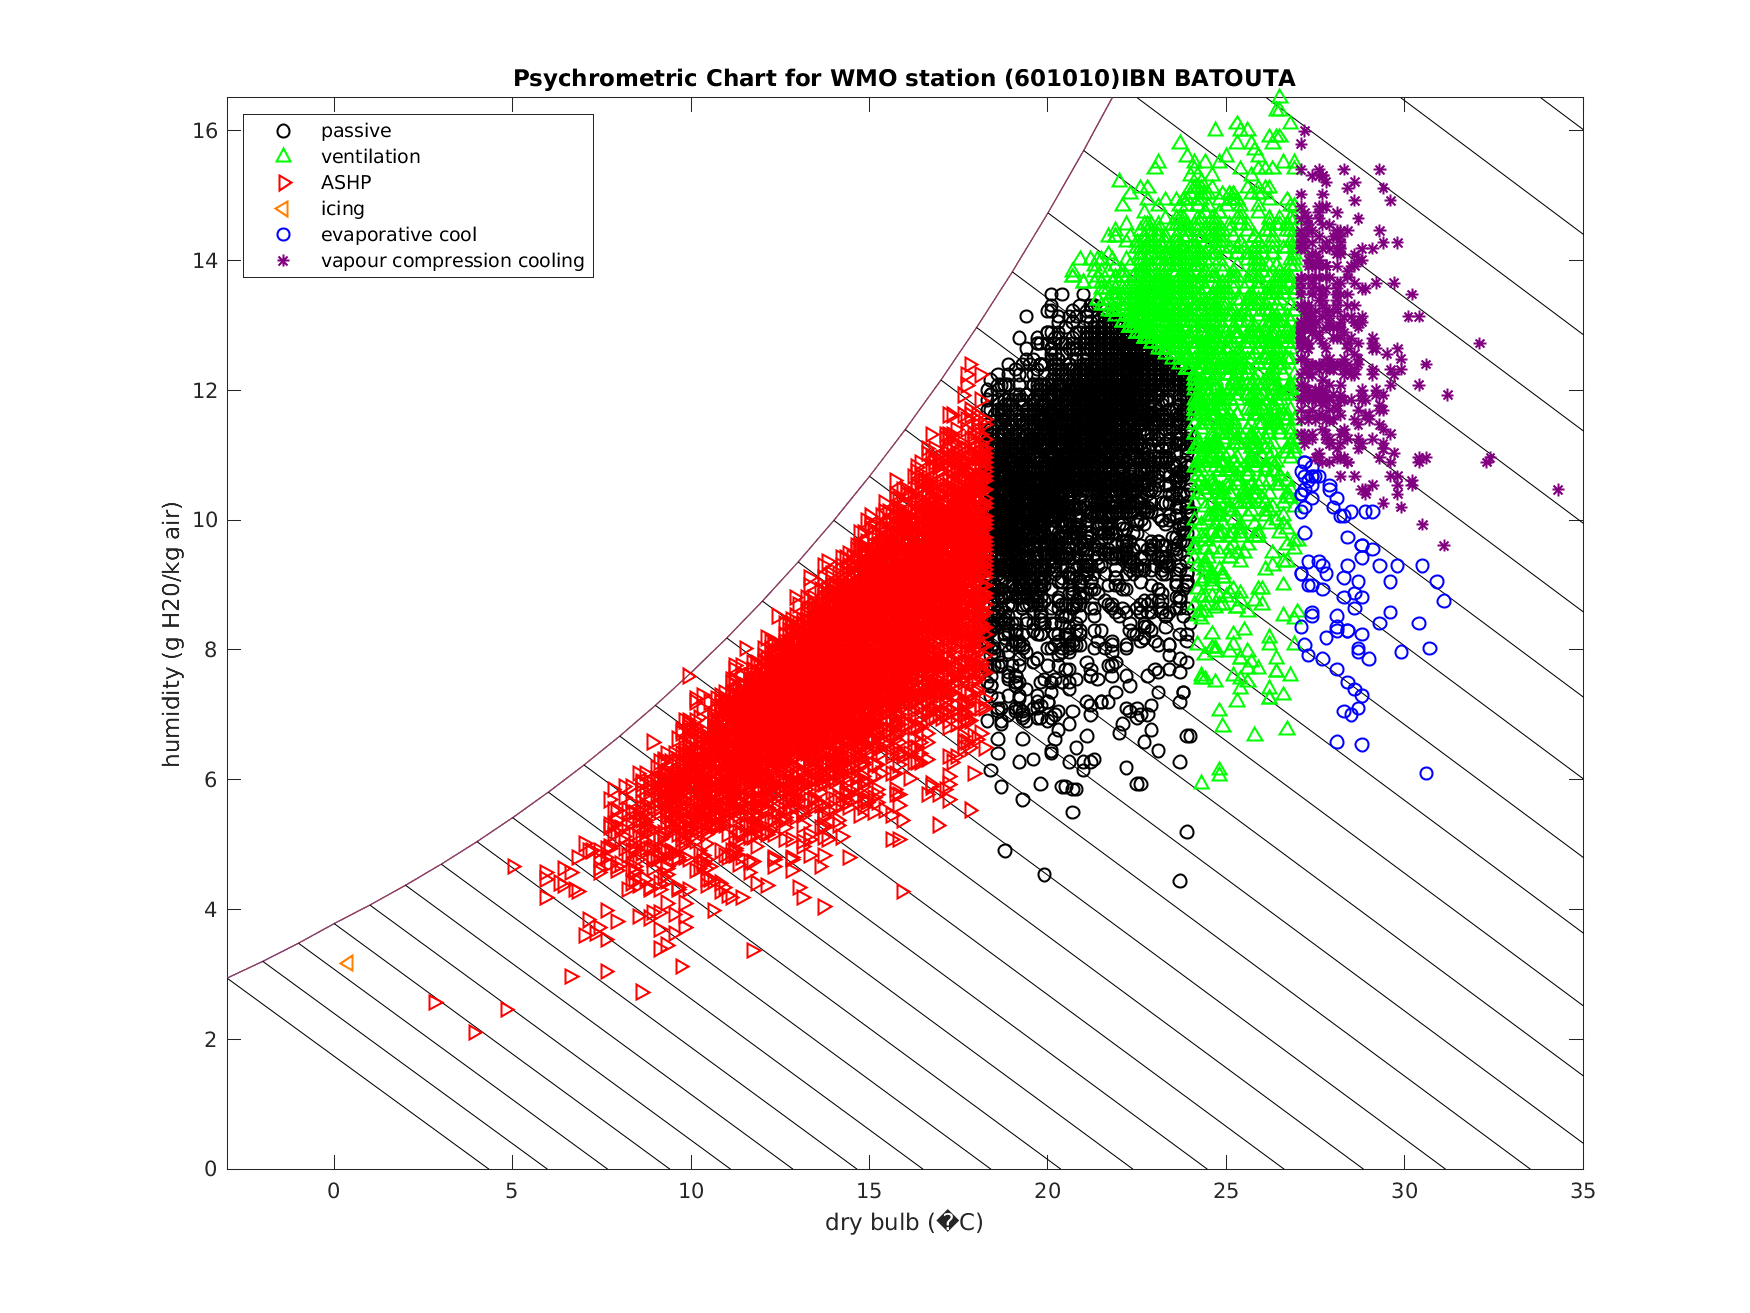 Psychrometric Chart for WMO station (601010)IBN BATOUTA
passive
ventilation
ASHP
icing
evaporative cool
vapour compression cooling
humidity (g H20/kg air)
16
14
12
10
8
6
4
2
0
0 5 10 15 20 25 30 35
dry bulb (�C)